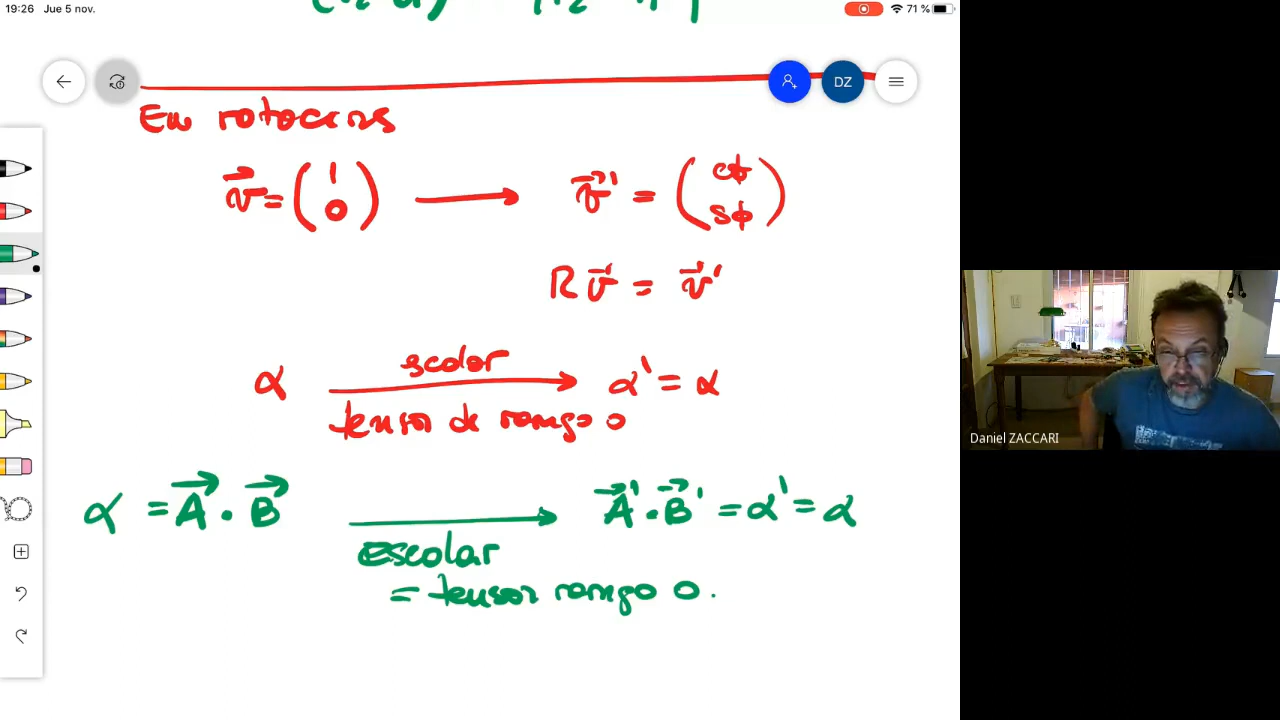 19:26 Jue 5 nov.
71 %
DZ
En rotaciones
v⃗ = (1 0) ⟶ v⃗' = (cϕ sϕ)
R v⃗ = v⃗'
escalar
α ⟶ α' = α
tensor de rango 0
α = A⃗ · B⃗ ⟶ A⃗' · B⃗' = α' = α
escalar
= tensor rango 0.
Daniel ZACCARI